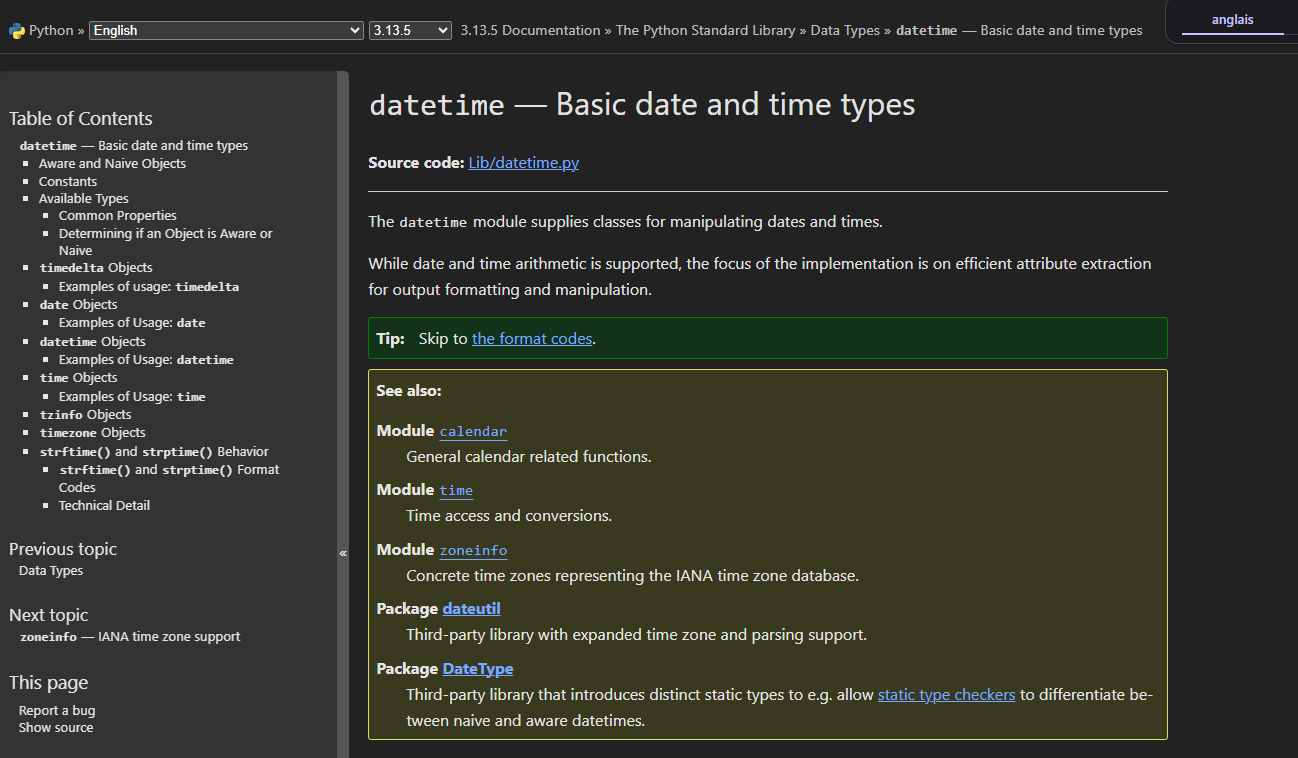 Python » English 3.13.5 3.13.5 Documentation » The Python Standard Library » Data Types » datetime — Basic date and time types
anglais
Table of Contents
datetime — Basic date and time types
Aware and Naive Objects
Constants
Available Types
Common Properties
Determining if an Object is Aware or
Naive
timedelta Objects
Examples of usage: timedelta
date Objects
Examples of Usage: date
datetime Objects
Examples of Usage: datetime
time Objects
Examples of Usage: time
tzinfo Objects
timezone Objects
strftime() and strptime() Behavior
strftime() and strptime() Format
Codes
Technical Detail
Previous topic
Data Types
Next topic
zoneinfo — IANA time zone support
This page
Report a bug
Show source
«
datetime — Basic date and time types
Source code: Lib/datetime.py
The datetime module supplies classes for manipulating dates and times.
While date and time arithmetic is supported, the focus of the implementation is on efficient attribute extraction
for output formatting and manipulation.
Tip: Skip to the format codes.
See also:
Module calendar
General calendar related functions.
Module time
Time access and conversions.
Module zoneinfo
Concrete time zones representing the IANA time zone database.
Package dateutil
Third-party library with expanded time zone and parsing support.
Package DateType
Third-party library that introduces distinct static types to e.g. allow static type checkers to differentiate be-
tween naive and aware datetimes.